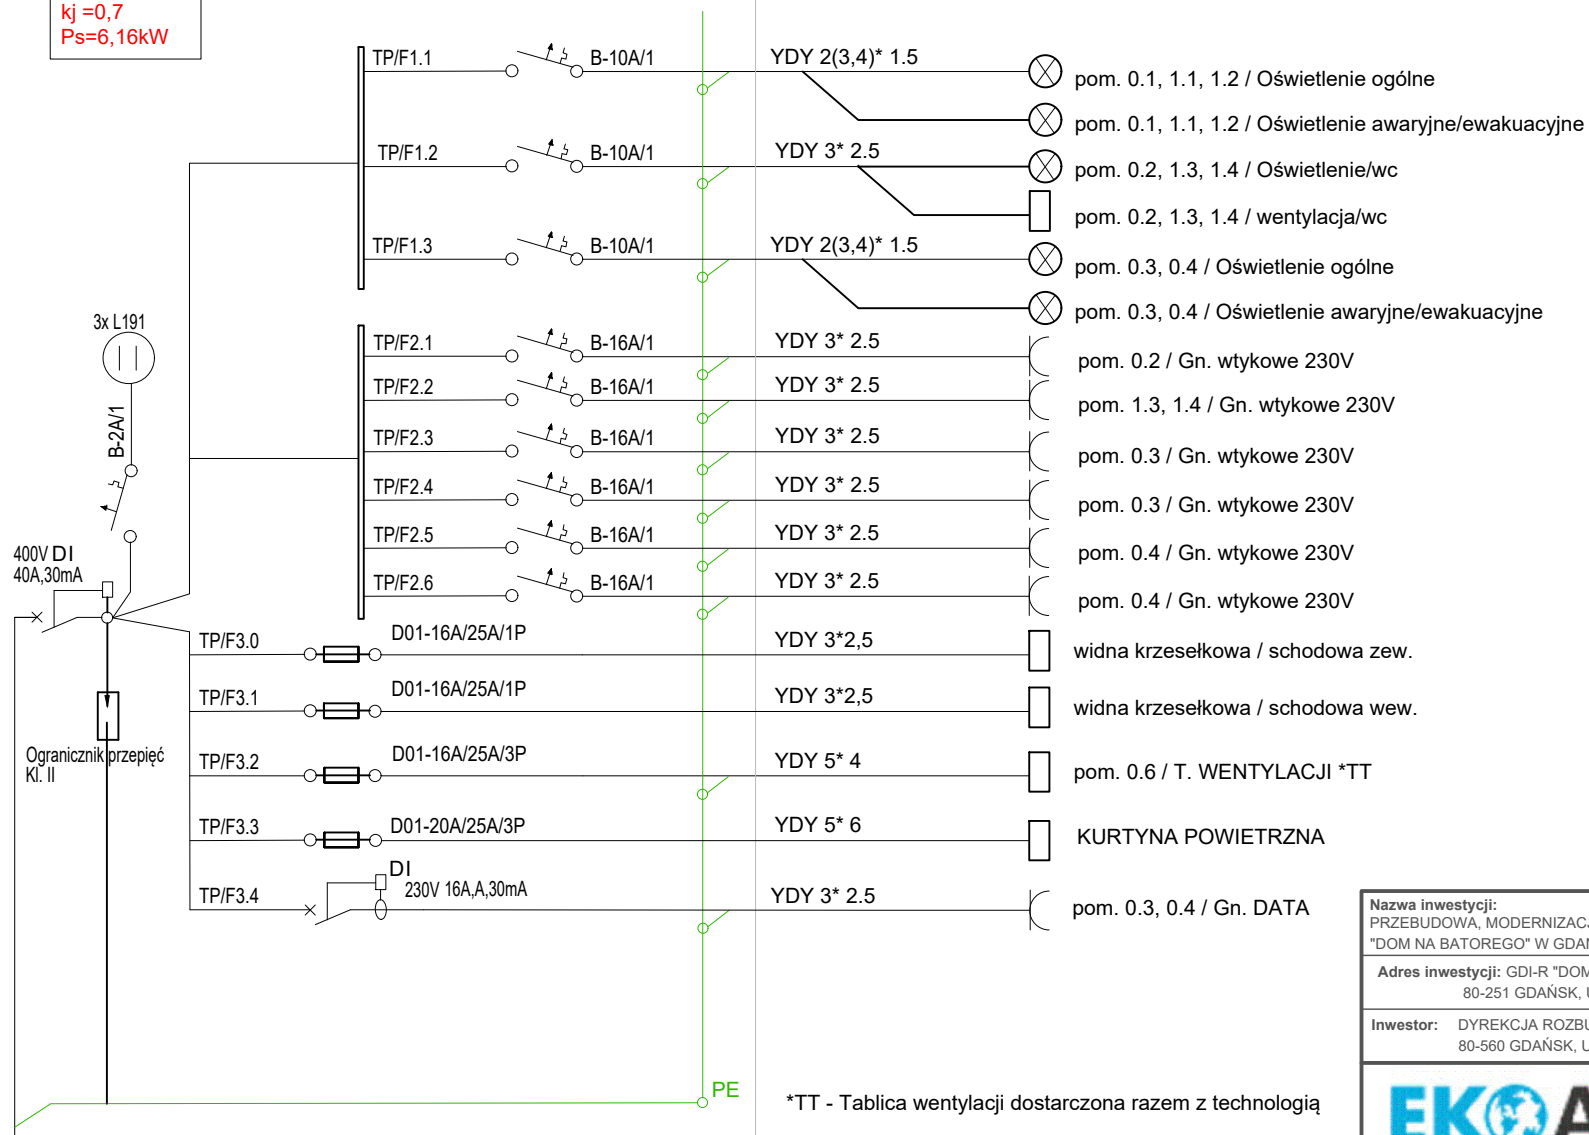 kj =0,7
Ps=6,16kW
TP/F1.1 B-10A/1 YDY 2(3,4)* 1.5 pom. 0.1, 1.1, 1.2 / Oświetlenie ogólne
pom. 0.1, 1.1, 1.2 / Oświetlenie awaryjne/ewakuacyjne
TP/F1.2 B-10A/1 YDY 3* 2.5 pom. 0.2, 1.3, 1.4 / Oświetlenie/wc
pom. 0.2, 1.3, 1.4 / wentylacja/wc
TP/F1.3 B-10A/1 YDY 2(3,4)* 1.5 pom. 0.3, 0.4 / Oświetlenie ogólne
pom. 0.3, 0.4 / Oświetlenie awaryjne/ewakuacyjne
3x L191
B-2A/1
TP/F2.1 B-16A/1 YDY 3* 2.5 pom. 0.2 / Gn. wtykowe 230V
TP/F2.2 B-16A/1 YDY 3* 2.5 pom. 1.3, 1.4 / Gn. wtykowe 230V
TP/F2.3 B-16A/1 YDY 3* 2.5 pom. 0.3 / Gn. wtykowe 230V
TP/F2.4 B-16A/1 YDY 3* 2.5 pom. 0.3 / Gn. wtykowe 230V
TP/F2.5 B-16A/1 YDY 3* 2.5 pom. 0.4 / Gn. wtykowe 230V
TP/F2.6 B-16A/1 YDY 3* 2.5 pom. 0.4 / Gn. wtykowe 230V
400V DI
40A,30mA
TP/F3.0 D01-16A/25A/1P YDY 3*2,5 widna krzesełkowa / schodowa zew.
TP/F3.1 D01-16A/25A/1P YDY 3*2,5 widna krzesełkowa / schodowa wew.
Ogranicznik przepięć
Kl. II
TP/F3.2 D01-16A/25A/3P YDY 5* 4 pom. 0.6 / T. WENTYLACJI *TT
TP/F3.3 D01-20A/25A/3P YDY 5* 6 KURTYNA POWIETRZNA
DI
TP/F3.4 230V 16A,A,30mA YDY 3* 2.5 pom. 0.3, 0.4 / Gn. DATA
PE
*TT - Tablica wentylacji dostarczona razem z technologią
Nazwa inwestycji:
PRZEBUDOWA, MODERNIZAC
"DOM NA BATOREGO" W GDA
Adres inwestycji: GDI-R "DOM
80-251 GDAŃSK, U
Inwestor: DYREKCJA ROZBU
80-560 GDAŃSK, U
EKO A